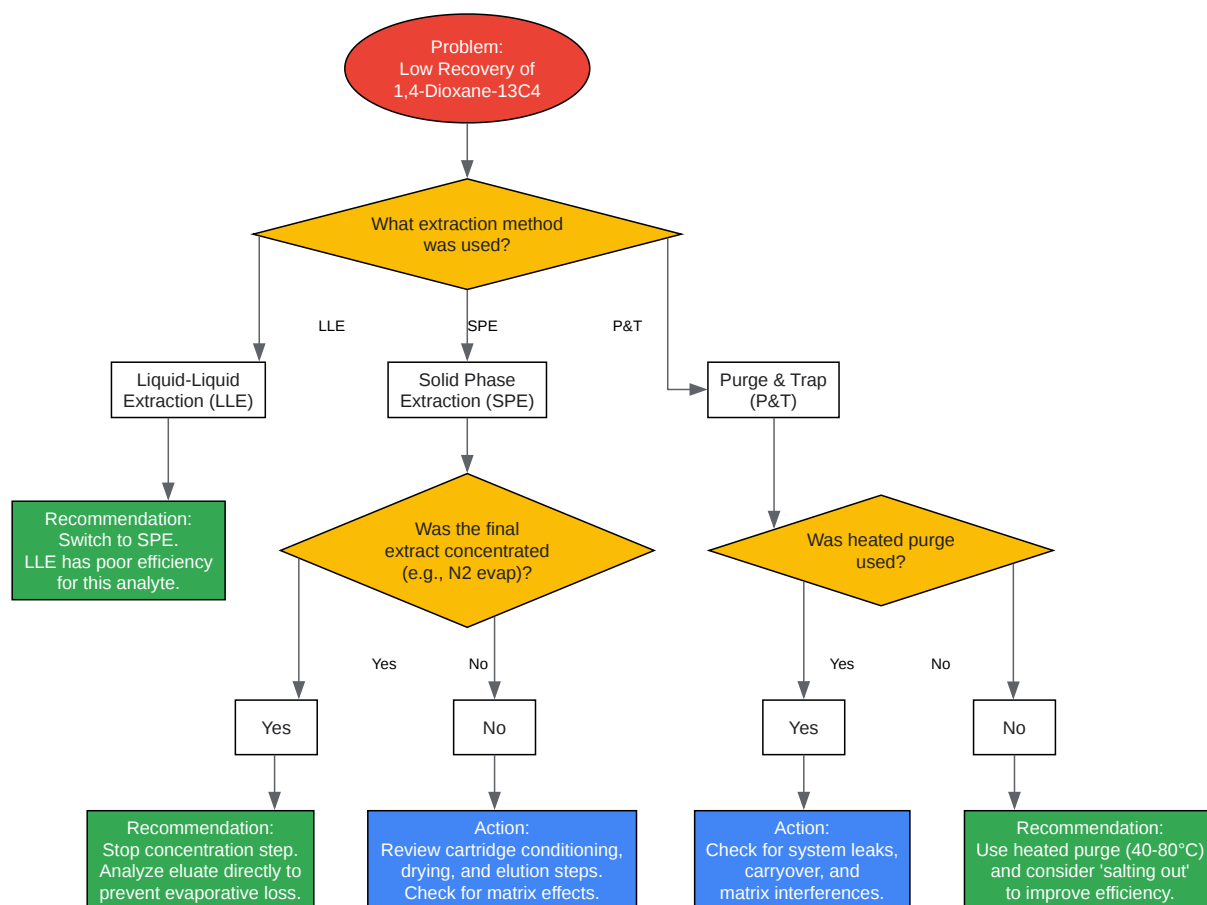 Problem:
Low Recovery of
1,4-Dioxane-13C4
What extraction method
was used?
LLE
SPE
P&T
Liquid-Liquid
Extraction (LLE)
Solid Phase
Extraction (SPE)
Purge & Trap
(P&T)
Recommendation:
Switch to SPE.
LLE has poor efficiency
for this analyte.
Was the final
extract concentrated
(e.g., N2 evap)?
Was heated purge
used?
Yes
No
Yes
No
Yes
No
Yes
No
Recommendation:
Stop concentration step.
Analyze eluate directly to
prevent evaporative loss.
Action:
Review cartridge conditioning,
drying, and elution steps.
Check for matrix effects.
Action:
Check for system leaks,
carryover, and
matrix interferences.
Recommendation:
Use heated purge (40-80°C)
and consider 'salting out'
to improve efficiency.